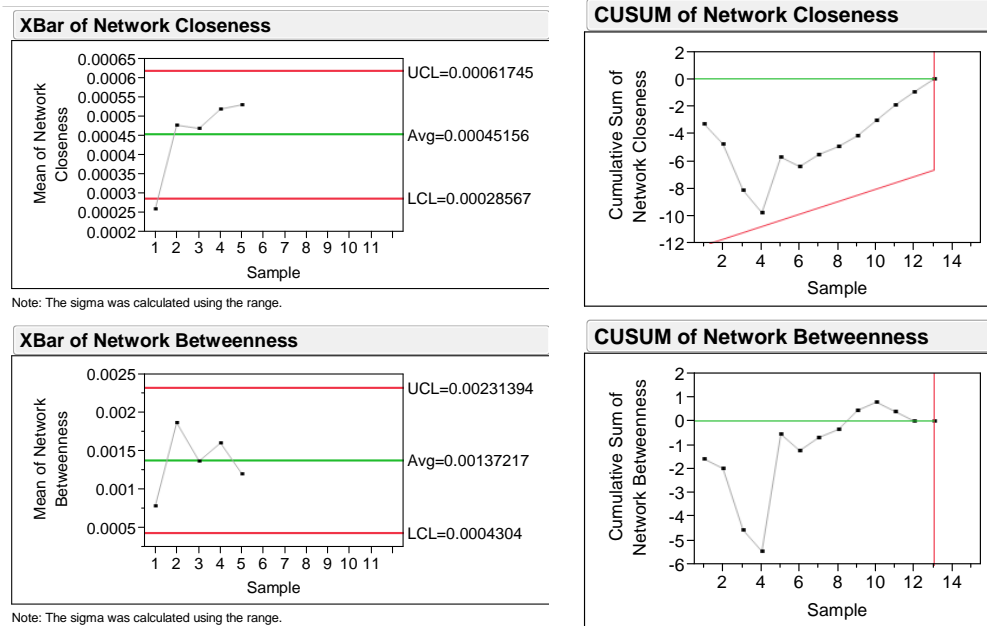 XBar of Network Closeness
Mean of Network
Closeness
0.00065
0.0006
0.00055
0.0005
0.00045
0.0004
0.00035
0.0003
0.00025
0.0002
UCL=0.00061745
Avg=0.00045156
LCL=0.00028567
1 2 3 4 5 6 7 8 9 10 11
Sample
Note: The sigma was calculated using the range.
CUSUM of Network Closeness
Cumulative Sum of
Network Closeness
2
0
-2
-4
-6
-8
-10
-12
2 4 6 8 10 12 14
Sample
XBar of Network Betweenness
Mean of Network
Betweenness
0.0025
0.002
0.0015
0.001
0.0005
UCL=0.00231394
Avg=0.00137217
LCL=0.0004304
1 2 3 4 5 6 7 8 9 10 11
Sample
Note: The sigma was calculated using the range.
CUSUM of Network Betweenness
Cumulative Sum of
Network Betweenness
2
1
0
-1
-2
-3
-4
-5
-6
2 4 6 8 10 12 14
Sample